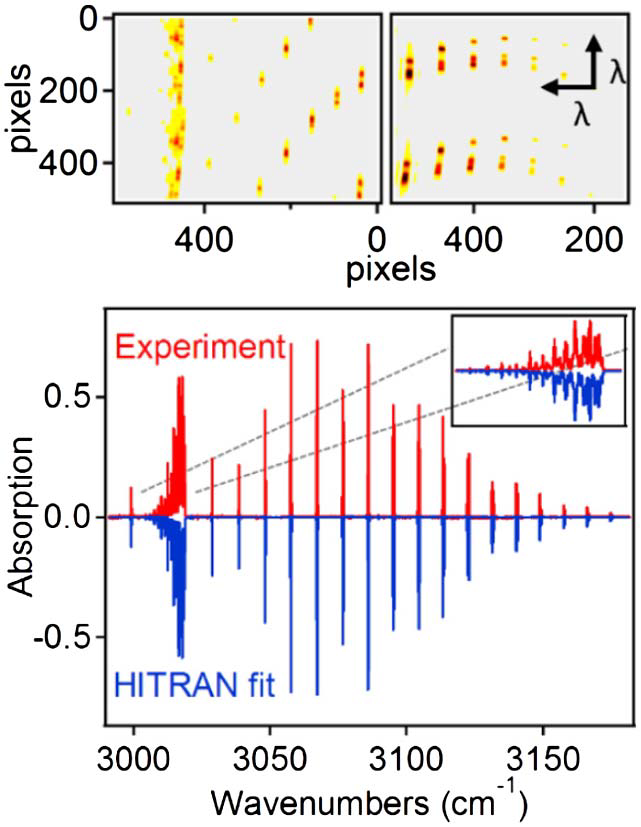 0
200
400
pixels
400
0
400
200
pixels
λ
λ
Experiment
HITRAN fit
0.5
0.0
-0.5
Absorption
3000
3050
3100
3150
Wavenumbers (cm⁻¹)